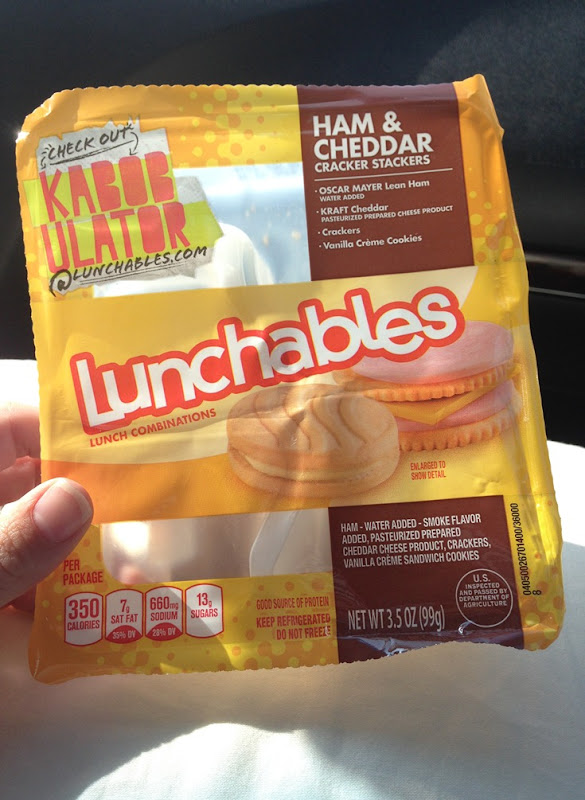 CHECK OUT
KABOB
ULATOR
@LUNCHABLES.COM
HAM &
CHEDDAR
CRACKER STACKERS
· OSCAR MAYER Lean Ham
WATER ADDED
· KRAFT Cheddar
PASTEURIZED PREPARED CHEESE PRODUCT
· Crackers
· Vanilla Crème Cookies
Lunchables
LUNCH COMBINATIONS
ENLARGED TO
SHOW DETAIL
HAM - WATER ADDED - SMOKE FLAVOR
ADDED, PASTEURIZED PREPARED
CHEDDAR CHEESE PRODUCT, CRACKERS,
VANILLA CRÈME SANDWICH COOKIES
PER
PACKAGE
350
CALORIES
7g
SAT FAT
35% DV
660mg
SODIUM
28% DV
13g
SUGARS
GOOD SOURCE OF PROTEIN
KEEP REFRIGERATED
DO NOT FREEZE
NET WT 3.5 OZ (99g)
U.S.
INSPECTED
AND PASSED BY
DEPARTMENT OF
AGRICULTURE
04050026701400/36000
8